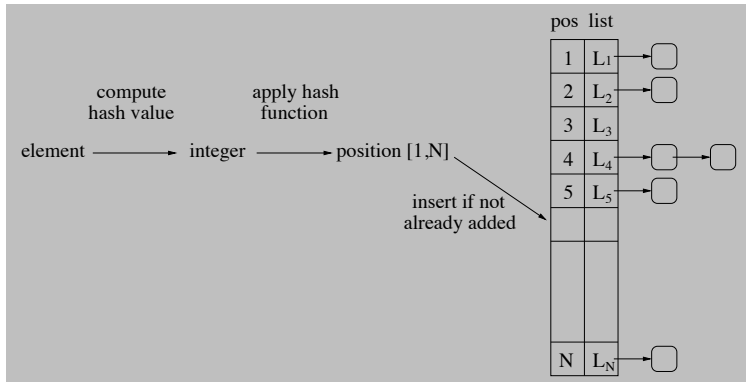 pos list
1 L1
compute
hash value
apply hash
function
2 L2
3 L3
element integer position [1,N]
4 L4
5 L5
insert if not
already added
N LN